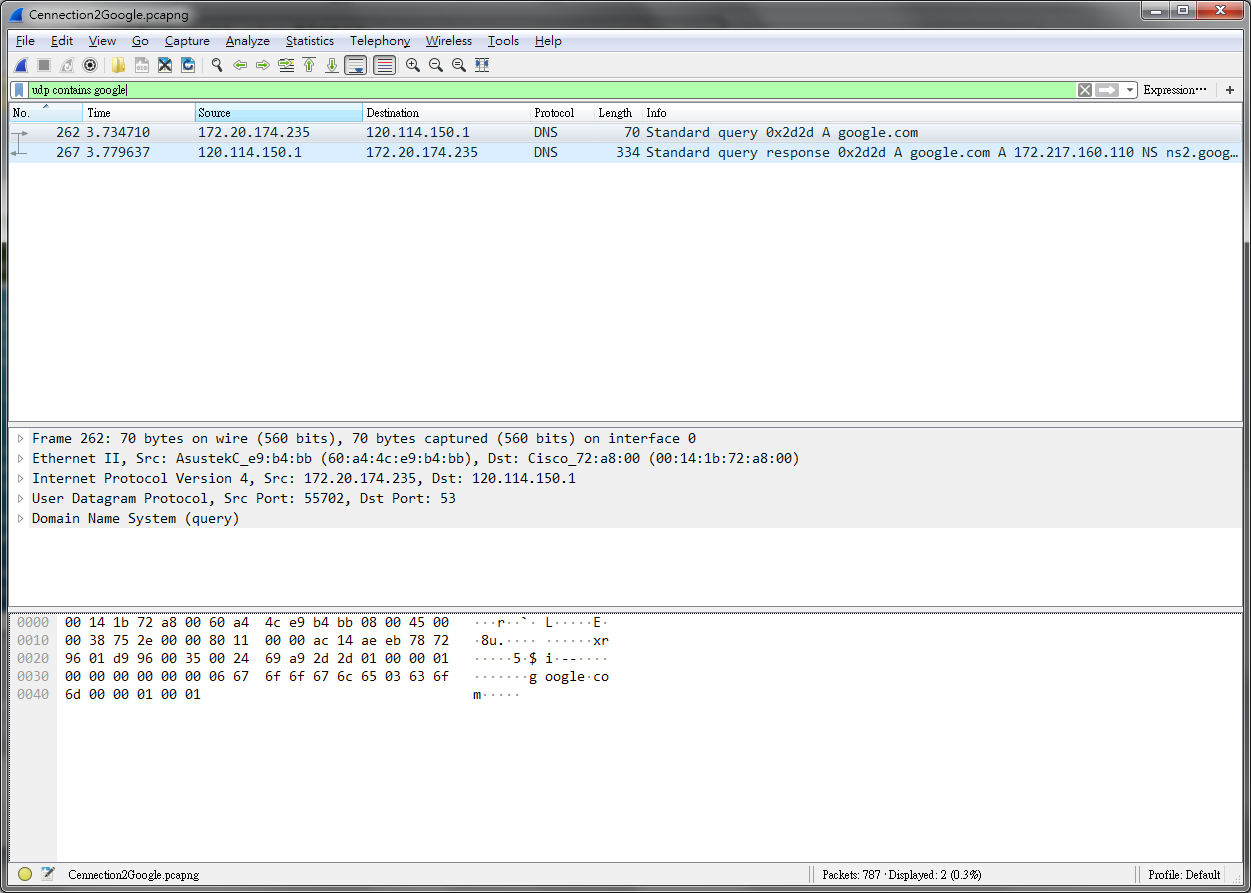 Cennection2Google.pcapng
File Edit View Go Capture Analyze Statistics Telephony Wireless Tools Help
udp contains google Expression··· +
No. Time Source Destination Protocol Length Info
262 3.734710 172.20.174.235 120.114.150.1 DNS 70 Standard query 0x2d2d A google.com
267 3.779637 120.114.150.1 172.20.174.235 DNS 334 Standard query response 0x2d2d A google.com A 172.217.160.110 NS ns2.goog…
Frame 262: 70 bytes on wire (560 bits), 70 bytes captured (560 bits) on interface 0
Ethernet II, Src: AsustekC_e9:b4:bb (60:a4:4c:e9:b4:bb), Dst: Cisco_72:a8:00 (00:14:1b:72:a8:00)
Internet Protocol Version 4, Src: 172.20.174.235, Dst: 120.114.150.1
User Datagram Protocol, Src Port: 55702, Dst Port: 53
Domain Name System (query)
0000 00 14 1b 72 a8 00 60 a4 4c e9 b4 bb 08 00 45 00 ···r··`· L·····E·
0010 00 38 75 2e 00 00 80 11 00 00 ac 14 ae eb 78 72 ·8u.···· ······xr
0020 96 01 d9 96 00 35 00 24 69 a9 2d 2d 01 00 00 01 ·····5·$ i·--····
0030 00 00 00 00 00 00 06 67 6f 6f 67 6c 65 03 63 6f ·······g oogle·co
0040 6d 00 00 01 00 01 m·····
Cennection2Google.pcapng Packets: 787 · Displayed: 2 (0.3%) Profile: Default